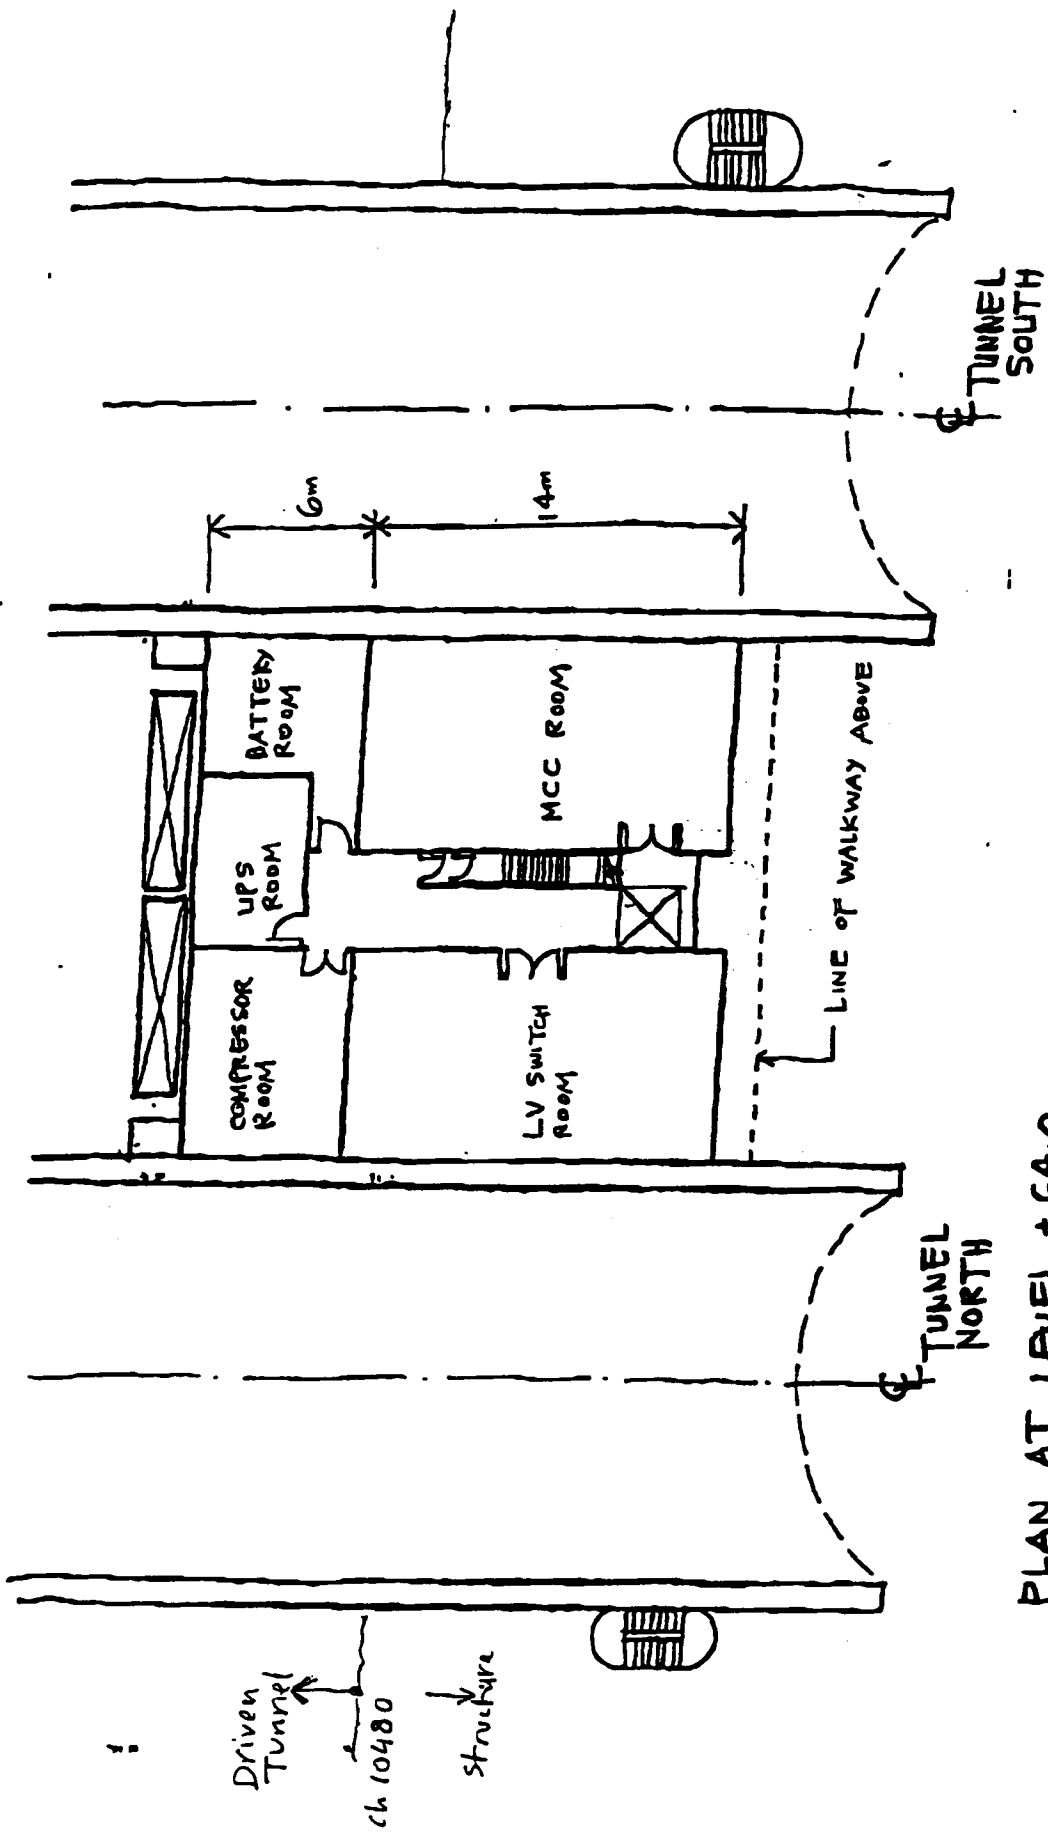 Driven
Tunnel
Ch 10480
structure
COMPRESSOR
ROOM
UPS
ROOM
BATTERY
ROOM
6m
LV SWITCH
ROOM
MCC ROOM
14m
LINE OF WALKWAY ABOVE
TUNNEL
NORTH
TUNNEL
SOUTH
PLAN AT LEVEL